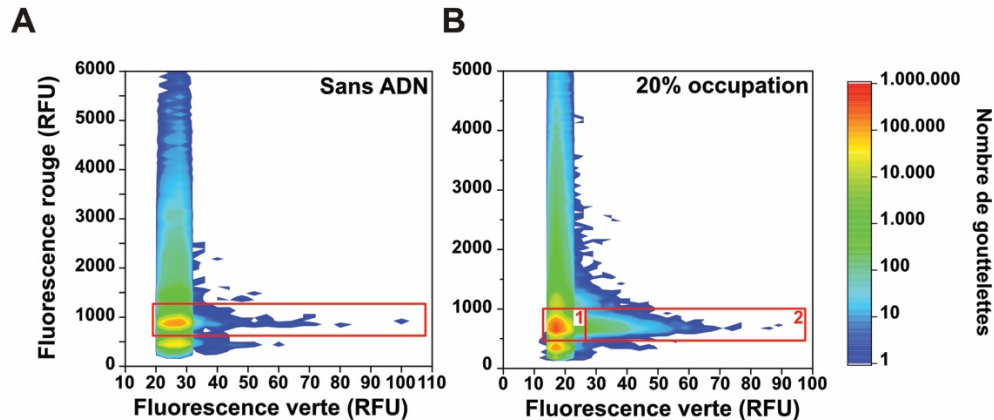 A
B
Sans ADN
20% occupation
Fluorescence rouge (RFU)
6000
5000
4000
3000
2000
1000
0
10 20 30 40 50 60 70 80 90 100 110
Fluorescence verte (RFU)
5000
4000
3000
2000
1000
0
1
2
0 10 20 30 40 50 60 70 80 90 100
Fluorescence verte (RFU)
1.000.000
100.000
10.000
1.000
100
10
1
Nombre de gouttelettes